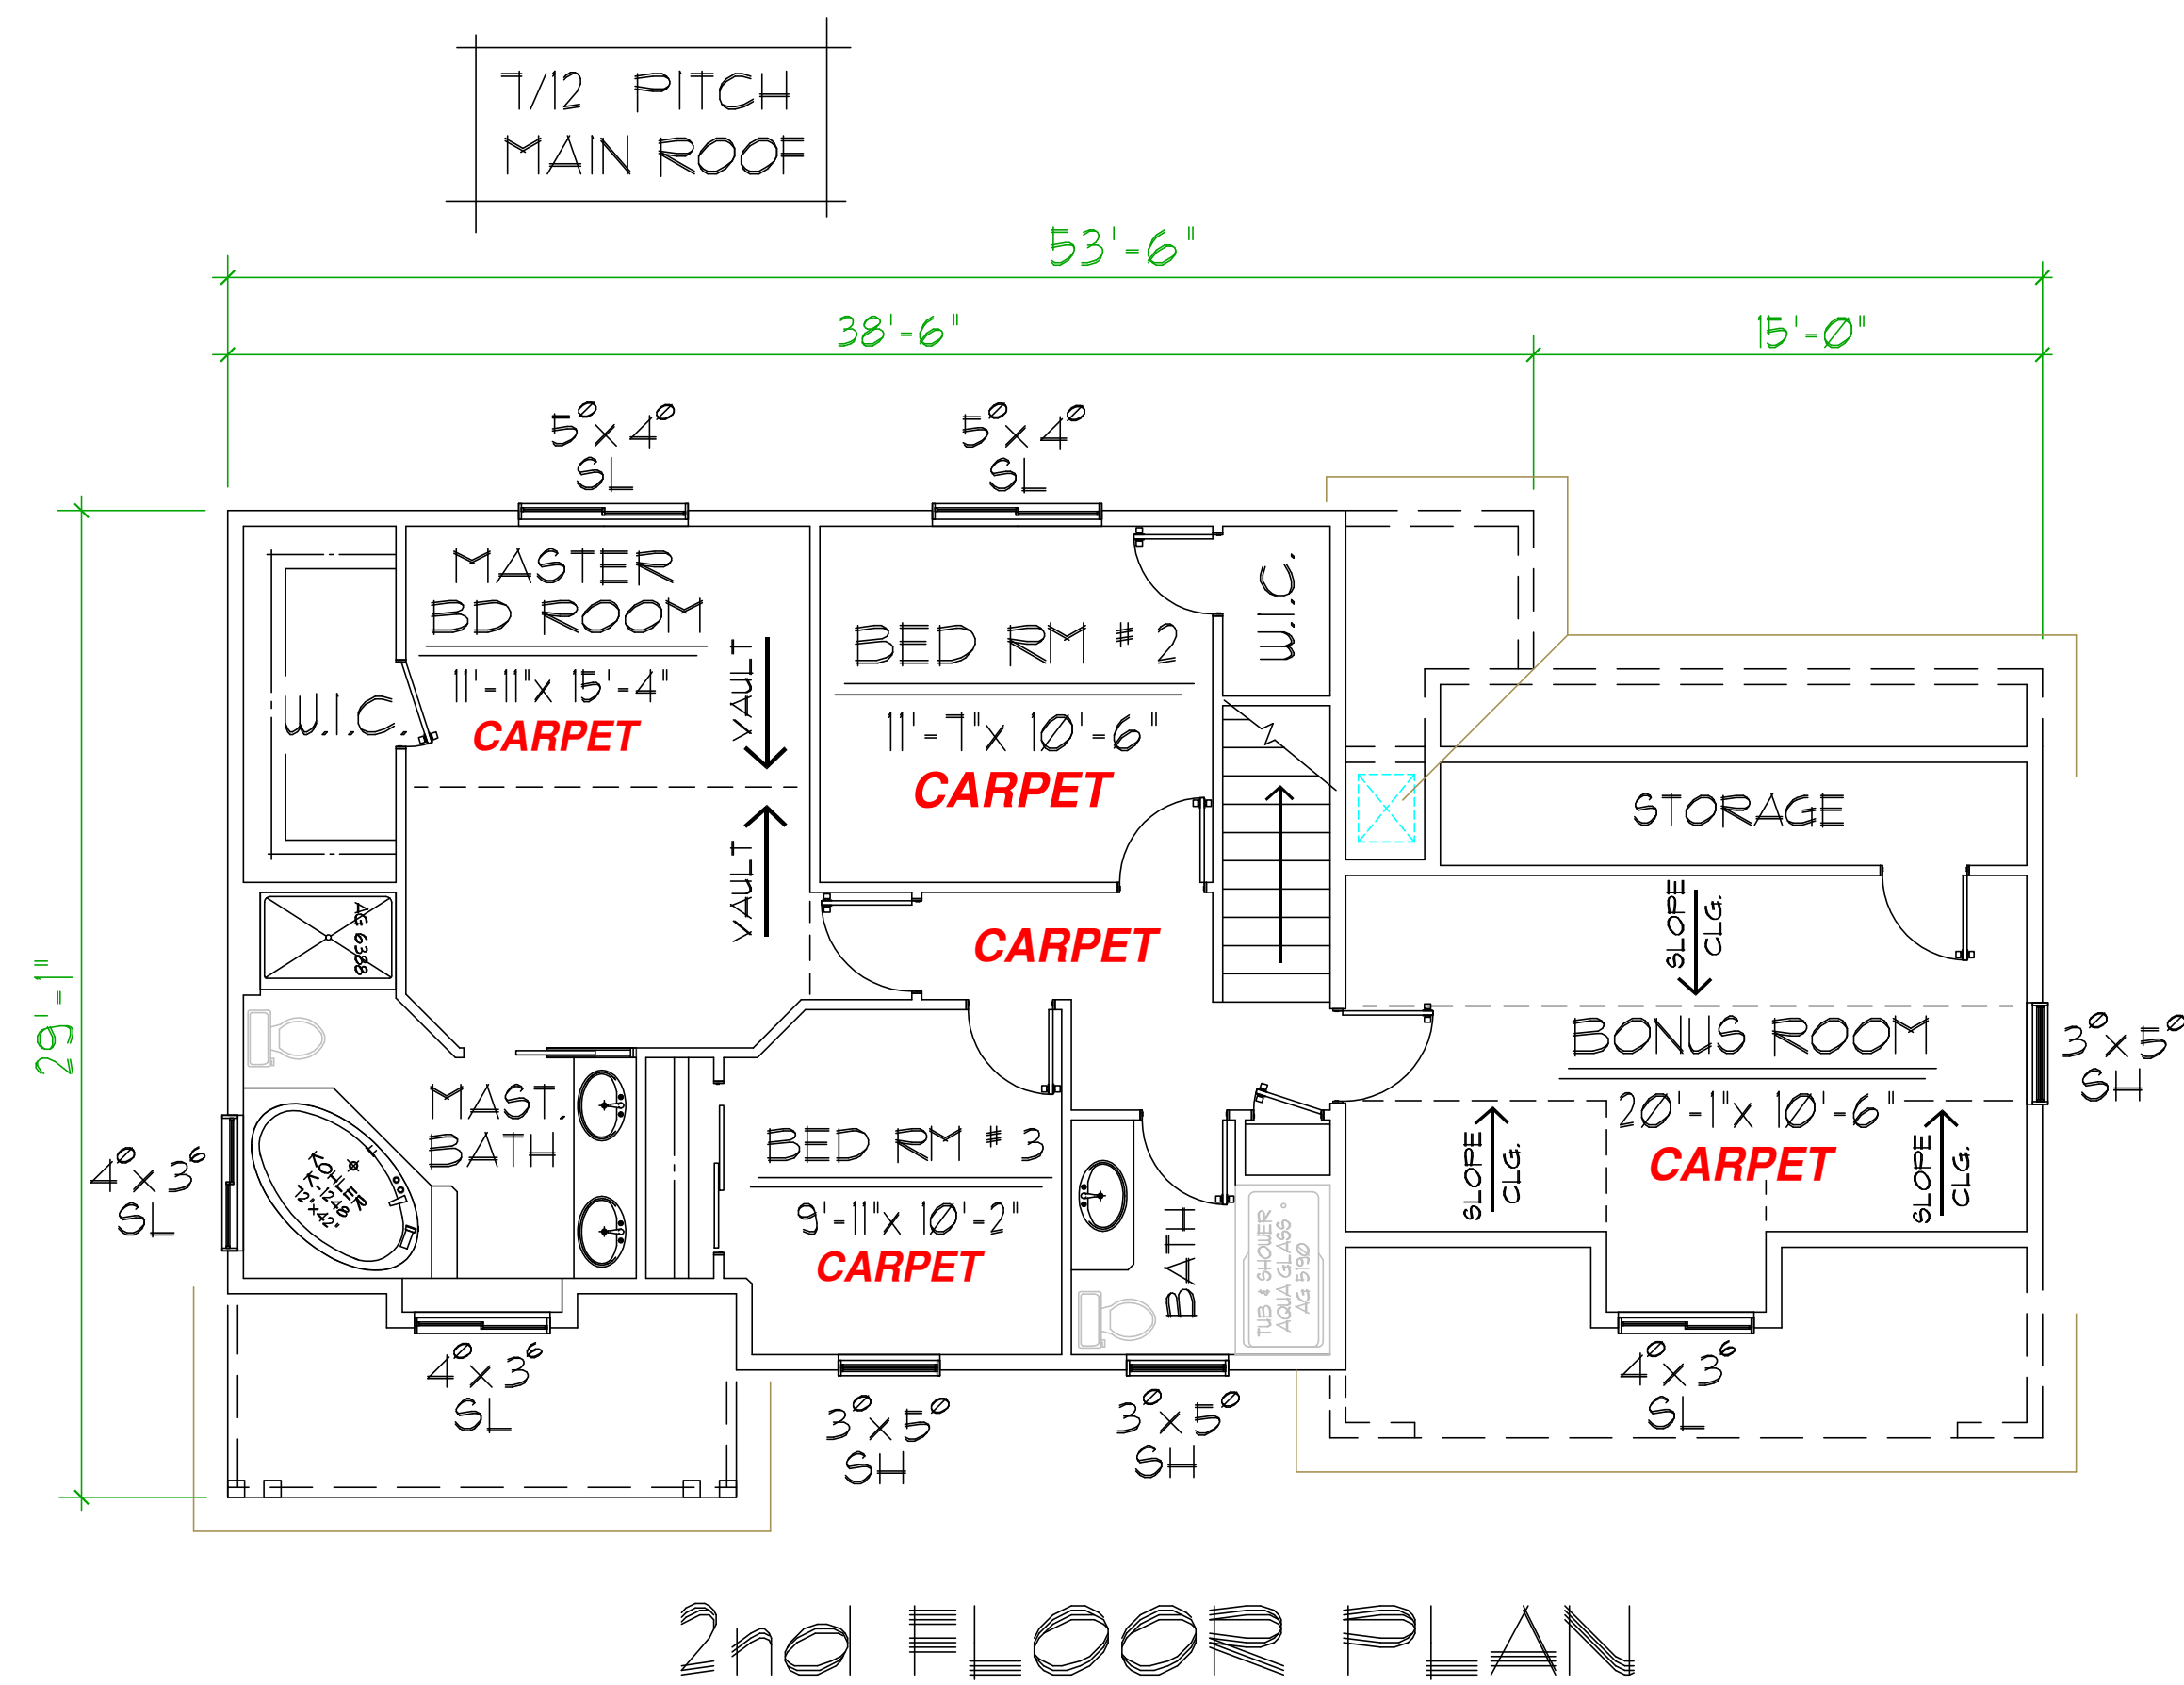 7/12 PITCH
MAIN ROOF
53'-6"
38'-6"
15'-0"
5⁰x 4⁰
SL
5⁰x 4⁰
SL
MASTER
BD ROOM
11'-11"x 15'-4"
CARPET
W.I.C.
VAULT
VAULT
BED RM # 2
11'-7"x 10'-6"
CARPET
W.I.C.
STORAGE
AG 6388
CARPET
SLOPE
CLG.
29'-1"
BONUS ROOM
20'-1"x 10'-6"
CARPET
SLOPE
CLG.
SLOPE
CLG.
3⁰x 5⁰
SH
MAST.
BATH
KOHLER
K-1248
72"x42"
4⁰x 3⁶
SL
BED RM # 3
9'-11"x 10'-2"
CARPET
BATH
TUB & SHOWER
AQUA GLASS
AG 5190
4⁰x 3⁶
SL
3⁰x 5⁰
SH
3⁰x 5⁰
SH
4⁰x 3⁶
SL
2nd FLOOR PLAN